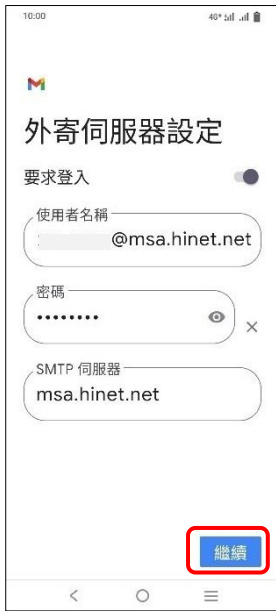 10:00
4G+
外寄伺服器設定
要求登入
使用者名稱
@msa.hinet.net
密碼
••••••••
SMTP 伺服器
msa.hinet.net
繼續